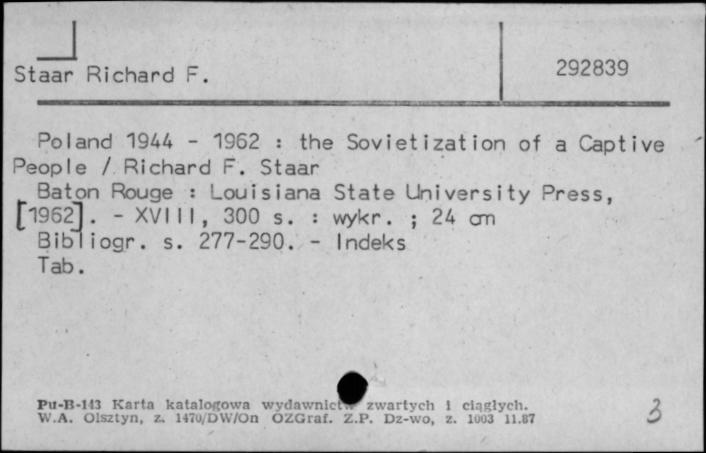 Staar Richard F.
292839
Poland 1944 - 1962 : the Sovietization of a Captive
People / Richard F. Staar
Baton Rouge : Louisiana State University Press,
[1962]. - XVIII, 300 s. : wykr. ; 24 cm
Bibliogr. s. 277-290. - Indeks
Tab.
Pu-B-143 Karta katalogowa wydawnictw zwartych i ciągłych.
W.A. Olsztyn, z. 1470/DW/On OZGraf. Z.P. Dz-wo, z. 1003 11.87
3